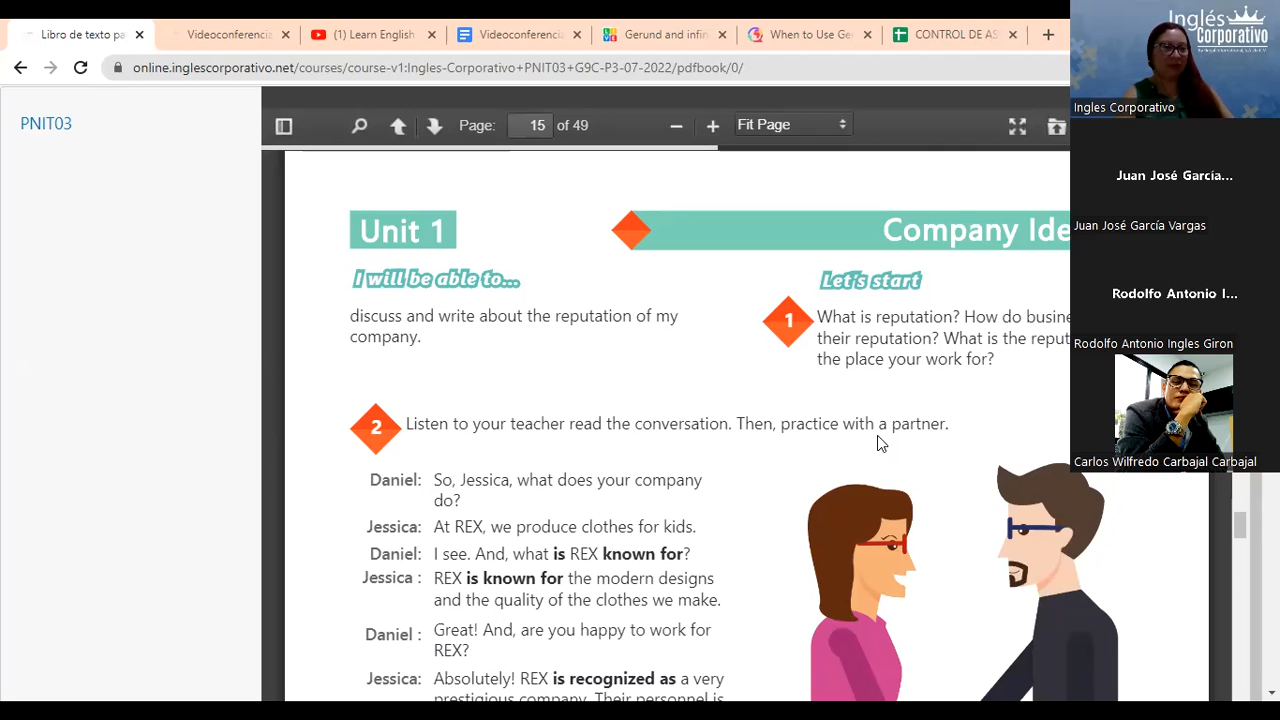 Libro de texto pa
Videoconferencia
(1) Learn English
Videoconferencia
Gerund and infin
When to Use Ge
CONTROL DE AS
online.inglescorporativo.net/courses/course-v1:Ingles-Corporativo+PNIT03+G9C-P3-07-2022/pdfbook/0/
PNIT03
Page: 15 of 49
Fit Page
Unit 1
Company Ide
I will be able to...
discuss and write about the reputation of my
company.
Let's start
1
What is reputation? How do busine
their reputation? What is the reput
the place your work for?
2
Listen to your teacher read the conversation. Then, practice with a partner.
Daniel: So, Jessica, what does your company
do?
Jessica: At REX, we produce clothes for kids.
Daniel: I see. And, what is REX known for?
Jessica : REX is known for the modern designs
and the quality of the clothes we make.
Daniel : Great! And, are you happy to work for
REX?
Jessica: Absolutely! REX is recognized as a very
prestigious company. Their personnel is
Inglés
Corporativo
Ingles Corporativo
Juan José García...
Juan José García Vargas
Rodolfo Antonio I...
Rodolfo Antonio Ingles Giron
Carlos Wilfredo Carbajal Carbajal